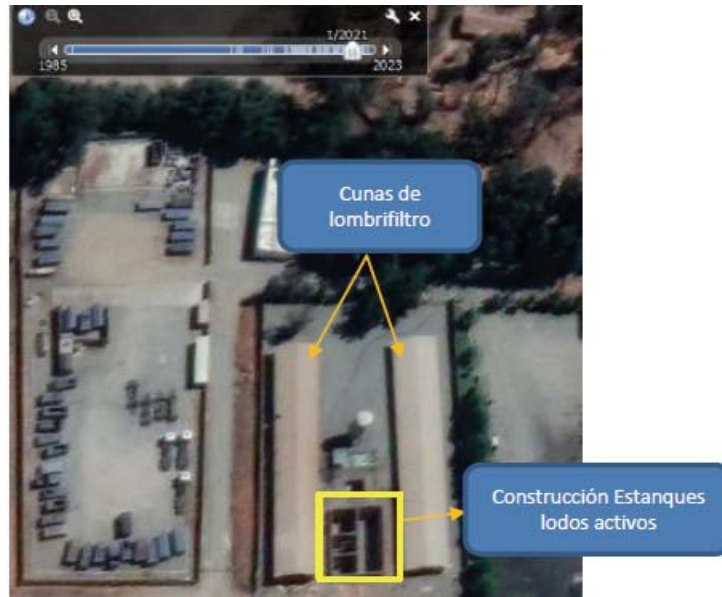 1/2021
1985
2023
Cunas de
lombrifiltro
Construcción Estanques
lodos activos